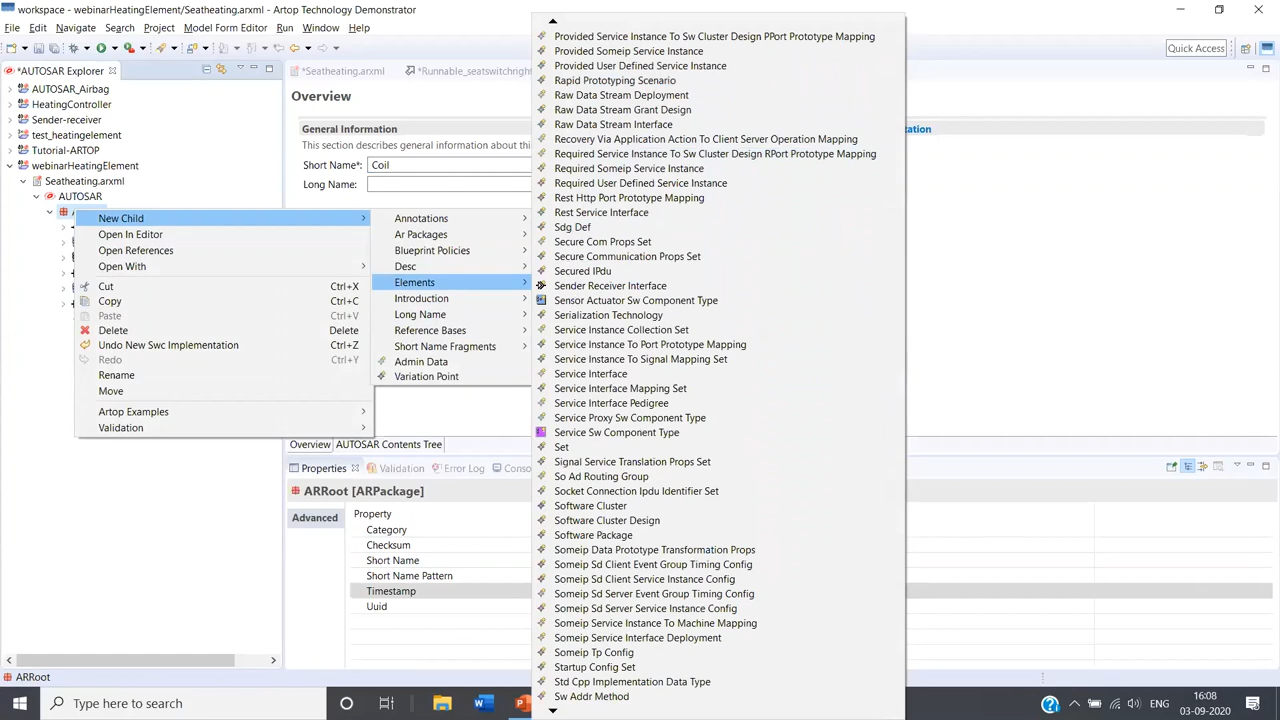 workspace - webinarHeatingElement/Seatheating.arxml - Artop Technology Demonstrator
File Edit Navigate Search Project Model Form Editor Run Window Help
Quick Access
*AUTOSAR Explorer
AUTOSAR_Airbag
HeatingController
Sender-receiver
test_heatingelement
Tutorial-ARTOP
webinarHeatingElement
Seatheating.arxml
AUTOSAR
*Seatheating.arxml
*Runnable_seatswitchright
Overview
General Information
This section describes general information about this
Short Name*: Coil
Long Name:
New Child
Open In Editor
Open References
Open With
Cut Ctrl+X
Copy Ctrl+C
Paste Ctrl+V
Delete Delete
Undo New Swc Implementation Ctrl+Z
Redo Ctrl+Y
Rename
Move
Artop Examples
Validation
Annotations
Ar Packages
Blueprint Policies
Desc
Elements
Introduction
Long Name
Reference Bases
Short Name Fragments
Admin Data
Variation Point
Provided Service Instance To Sw Cluster Design PPort Prototype Mapping
Provided Someip Service Instance
Provided User Defined Service Instance
Rapid Prototyping Scenario
Raw Data Stream Deployment
Raw Data Stream Grant Design
Raw Data Stream Interface
Recovery Via Application Action To Client Server Operation Mapping
Required Service Instance To Sw Cluster Design RPort Prototype Mapping
Required Someip Service Instance
Required User Defined Service Instance
Rest Http Port Prototype Mapping
Rest Service Interface
Sdg Def
Secure Com Props Set
Secure Communication Props Set
Secured IPdu
Sender Receiver Interface
Sensor Actuator Sw Component Type
Serialization Technology
Service Instance Collection Set
Service Instance To Port Prototype Mapping
Service Instance To Signal Mapping Set
Service Interface
Service Interface Mapping Set
Service Interface Pedigree
Service Proxy Sw Component Type
Service Sw Component Type
Set
Signal Service Translation Props Set
So Ad Routing Group
Socket Connection Ipdu Identifier Set
Software Cluster
Software Cluster Design
Software Package
Someip Data Prototype Transformation Props
Someip Sd Client Event Group Timing Config
Someip Sd Client Service Instance Config
Someip Sd Server Event Group Timing Config
Someip Sd Server Service Instance Config
Someip Service Instance To Machine Mapping
Someip Service Interface Deployment
Someip Tp Config
Startup Config Set
Std Cpp Implementation Data Type
Sw Addr Method
Overview AUTOSAR Contents Tree
Properties Validation Error Log Conso
ARRoot [ARPackage]
Advanced
Property
Category
Checksum
Short Name
Short Name Pattern
Timestamp
Uuid
ARRoot
Type here to search
ENG
16:08
03-09-2020